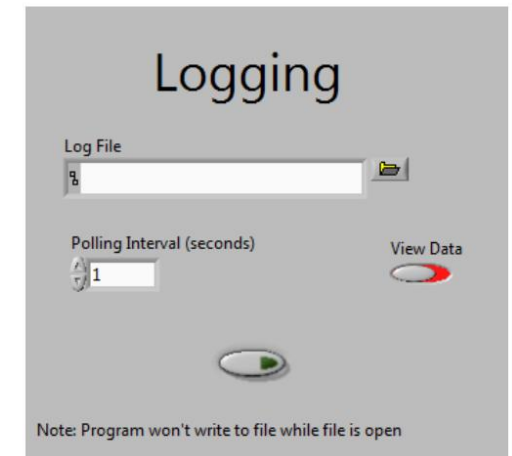 Logging
Log File
Polling Interval (seconds)
View Data
1
Note: Program won't write to file while file is open